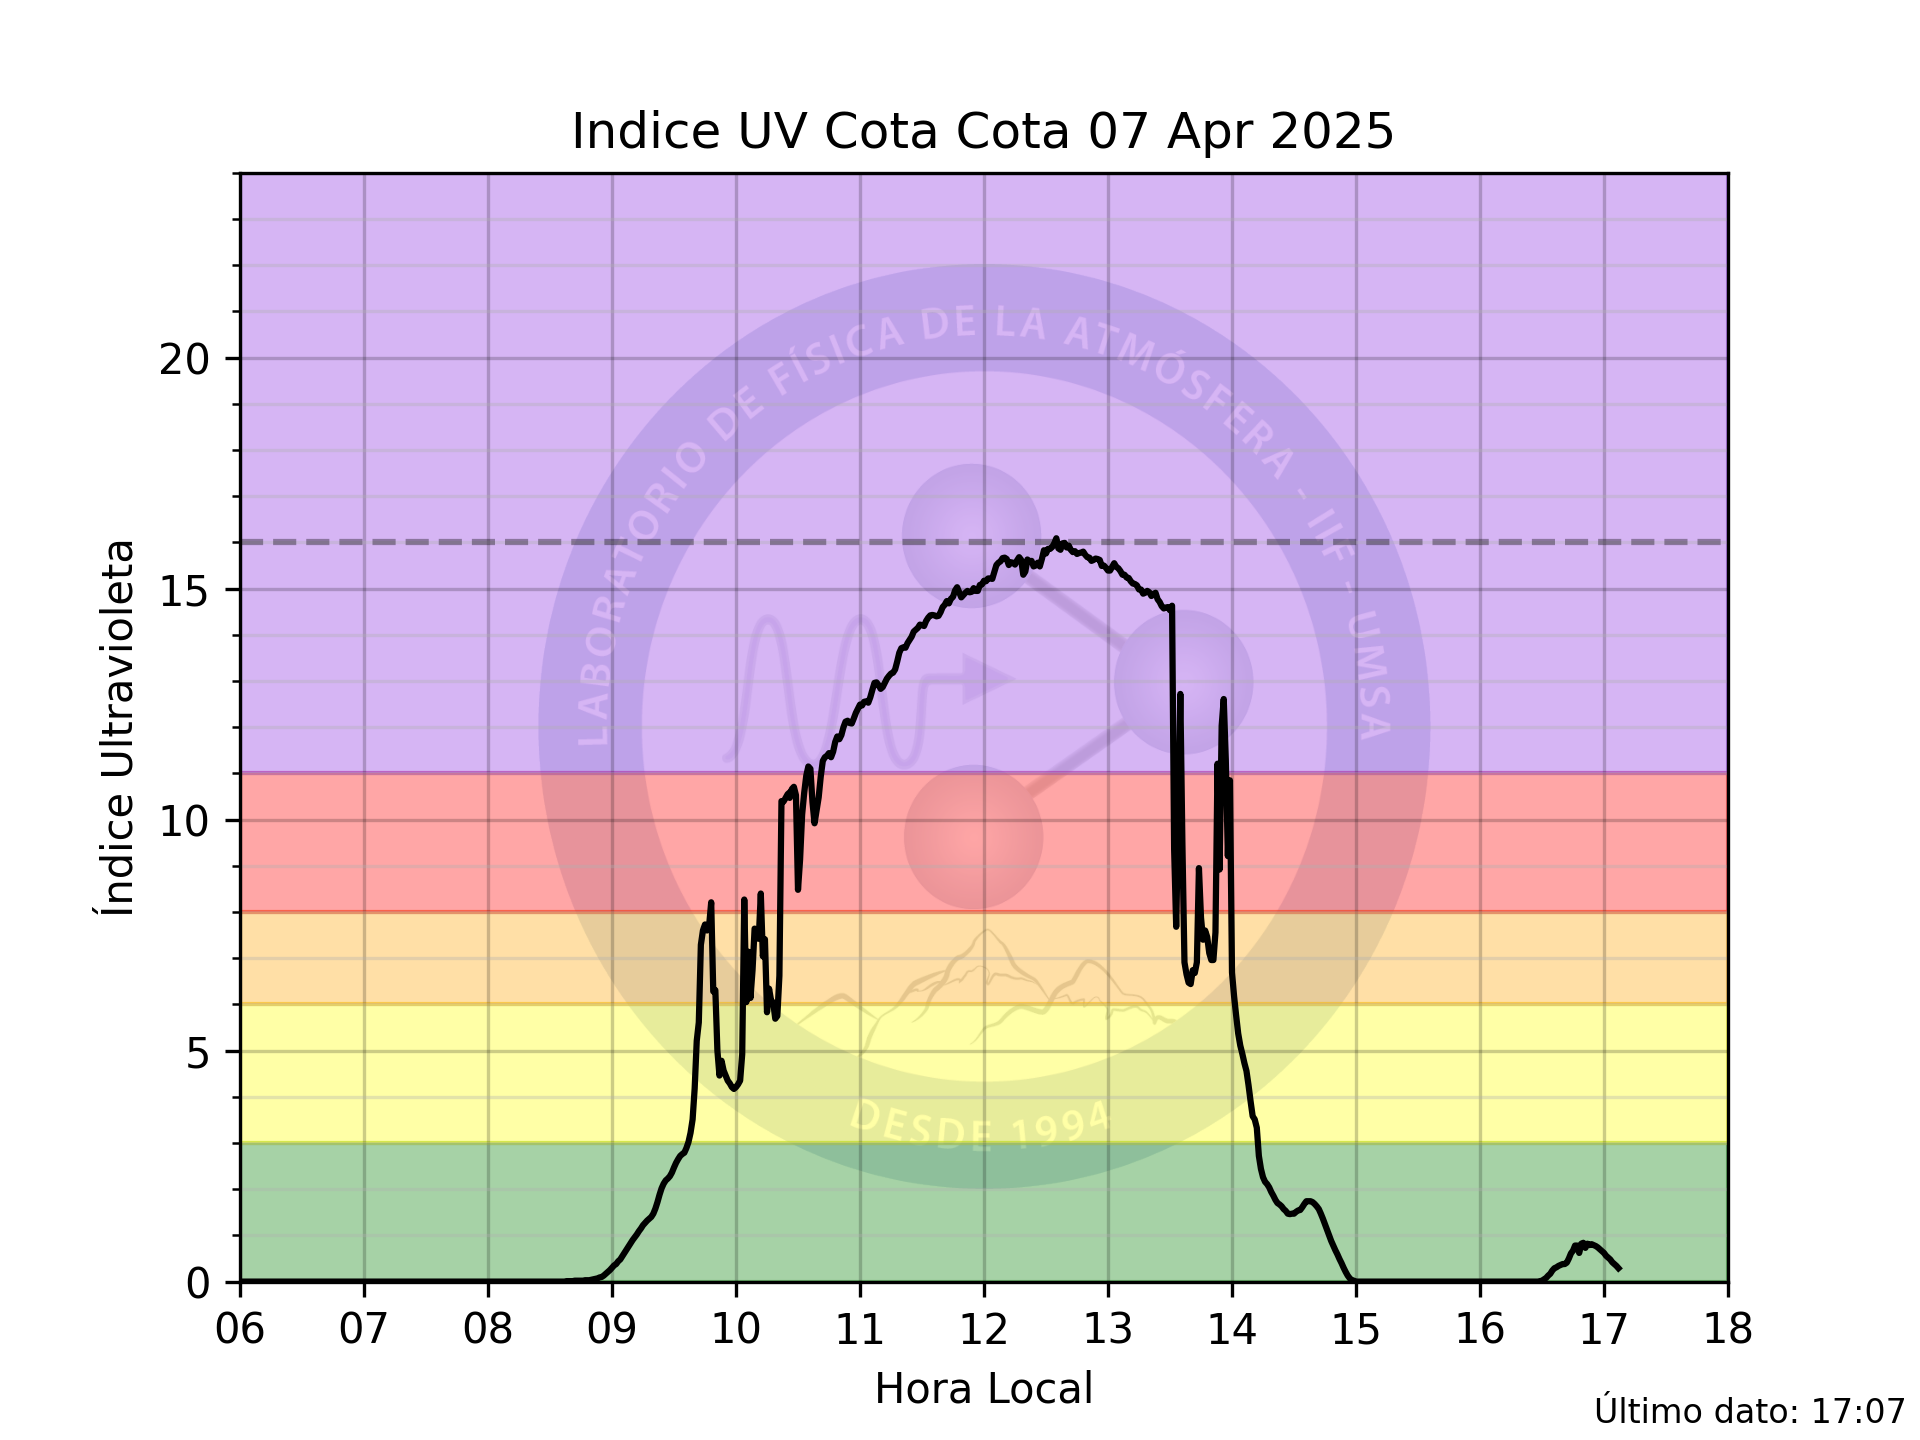 Indice UV Cota Cota 07 Apr 2025
Índice Ultravioleta
20
15
10
5
0
LABORATORIO DE FÍSICA DE LA ATMÓSFERA - IIF - UMSA
DESDE 1994
06 07 08 09 10 11 12 13 14 15 16 17 18
Hora Local
Último dato: 17:07